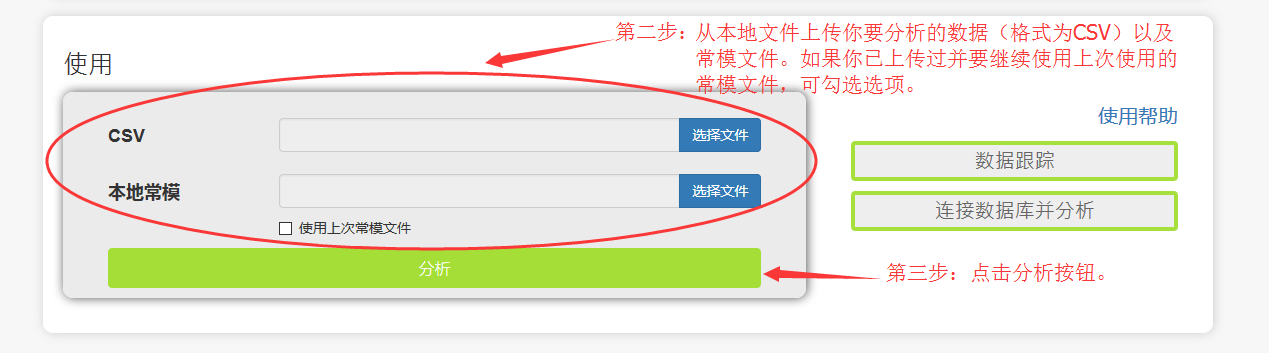 第二步：从本地文件上传你要分析的数据（格式为CSV）以及
常模文件。如果你已上传过并要继续使用上次使用的
常模文件，可勾选选项。
使用
使用帮助
CSV
选择文件
数据跟踪
本地常模
选择文件
连接数据库并分析
使用上次常模文件
分析
第三步：点击分析按钮。